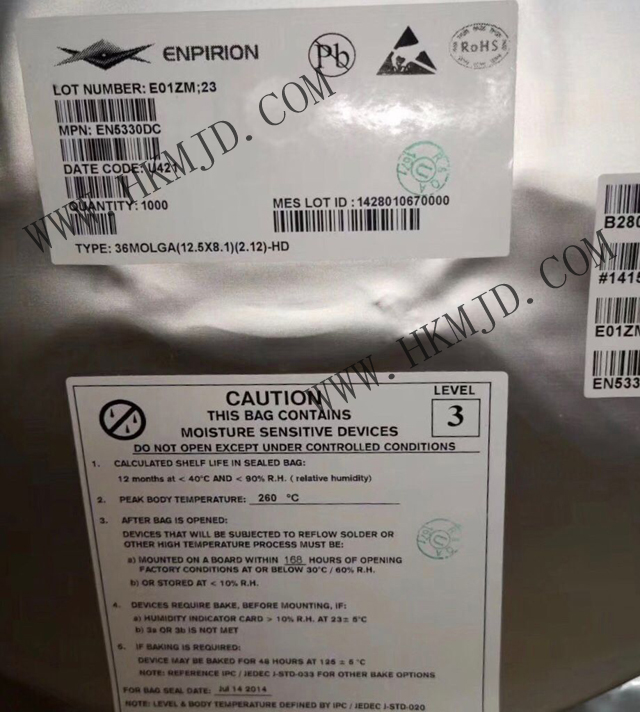 ENPIRION
Pb
RoHS
LOT NUMBER: E01ZM;23
MPN: EN5330DC
DATE CODE:
QUANTITY: 1000
MES LOT ID : 1428010670000
TYPE: 36MOLGA(12.5X8.1)(2.12)-HD
WWW.HKMJD.COM
B280
#1415
E01ZM
EN533
WWW.HKMJD.COM
CAUTION
LEVEL
3
THIS BAG CONTAINS
MOISTURE SENSITIVE DEVICES
DO NOT OPEN EXCEPT UNDER CONTROLLED CONDITIONS
1. CALCULATED SHELF LIFE IN SEALED BAG:
12 months at < 40°C AND < 90% R.H. ( relative humidity)
2. PEAK BODY TEMPERATURE: 260 °C
3. AFTER BAG IS OPENED:
DEVICES THAT WILL BE SUBJECTED TO REFLOW SOLDER OR
OTHER HIGH TEMPERATURE PROCESS MUST BE:
a) MOUNTED ON A BOARD WITHIN 168 HOURS OF OPENING
FACTORY CONDITIONS AT OR BELOW 30°C / 60% R.H.
b) OR STORED AT < 10% R.H.
4. DEVICES REQUIRE BAKE, BEFORE MOUNTING, IF:
a) HUMIDITY INDICATOR CARD > 10% R.H. AT 23± 5°C
b) 3a OR 3b IS NOT MET
5. IF BAKING IS REQUIRED:
DEVICE MAY BE BAKED FOR 48 HOURS AT 125 ± 5 °C
NOTE: REFERENCE IPC / JEDEC J-STD-033 FOR OTHER BAKE OPTIONS
FOR BAG SEAL DATE: Jul 14 2014
NOTE: LEVEL & BODY TEMPERATURE DEFINED BY IPC / JEDEC J-STD-020